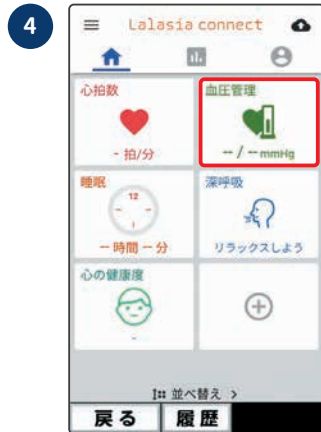 4
Lalasia connect
心拍数
- 拍/分
血圧管理
-- / -- mmHg
睡眠
12
-- 時間 -- 分
深呼吸
リラックスしよう
心の健康度
-
並べ替え >
戻る 履歴